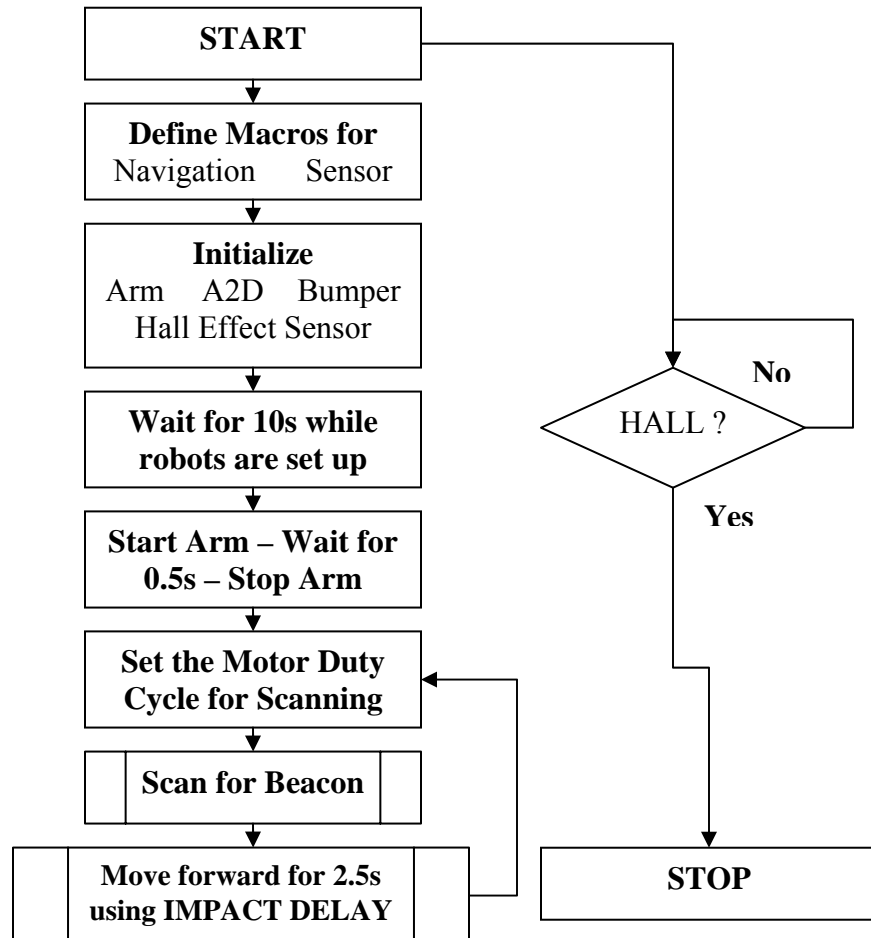 START
Define Macros for
Navigation Sensor
Initialize
Arm A2D Bumper
Hall Effect Sensor
Wait for 10s while
robots are set up
Start Arm – Wait for
0.5s – Stop Arm
Set the Motor Duty
Cycle for Scanning
Scan for Beacon
Move forward for 2.5s
using IMPACT DELAY
No
HALL ?
Yes
STOP